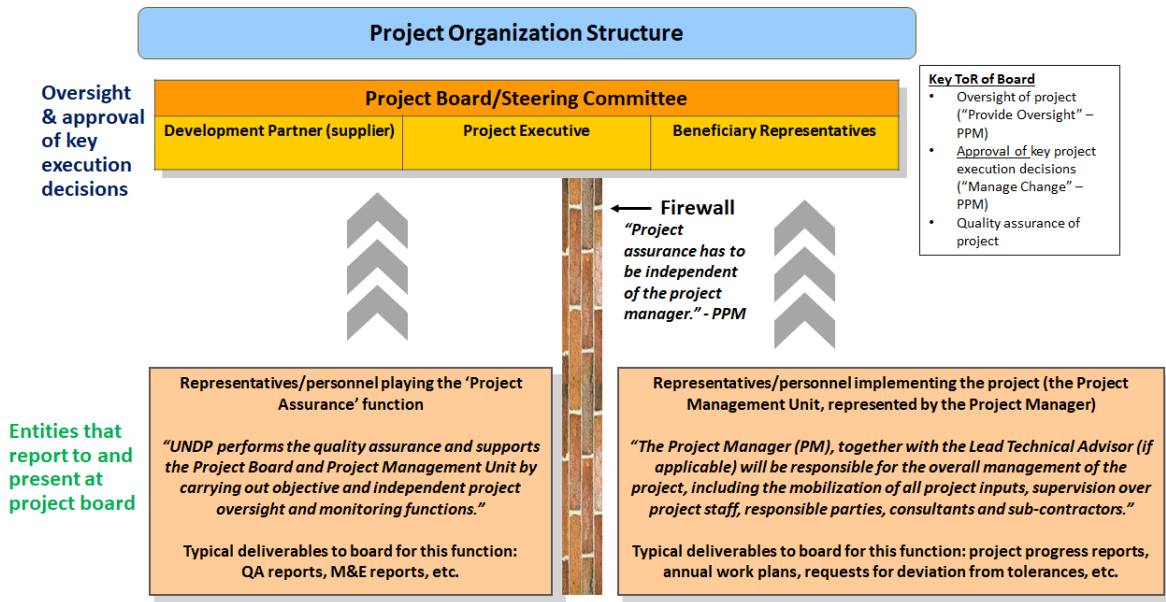 Project Organization Structure
Oversight
& approval
of key
execution
decisions
Project Board/Steering Committee
Development Partner (supplier)
Project Executive
Beneficiary Representatives
Key ToR of Board
• Oversight of project
(“Provide Oversight” –
PPM)
• Approval of key project
execution decisions
(“Manage Change” –
PPM)
• Quality assurance of
project
Firewall
“Project
assurance has to
be independent
of the project
manager.” - PPM
Entities that
report to and
present at
project board
Representatives/personnel playing the ‘Project
Assurance’ function
“UNDP performs the quality assurance and supports
the Project Board and Project Management Unit by
carrying out objective and independent project
oversight and monitoring functions.”
Typical deliverables to board for this function:
QA reports, M&E reports, etc.
Representatives/personnel implementing the project (the Project
Management Unit, represented by the Project Manager)
“The Project Manager (PM), together with the Lead Technical Advisor (if
applicable) will be responsible for the overall management of the
project, including the mobilization of all project inputs, supervision over
project staff, responsible parties, consultants and sub-contractors.”
Typical deliverables to board for this function: project progress reports,
annual work plans, requests for deviation from tolerances, etc.